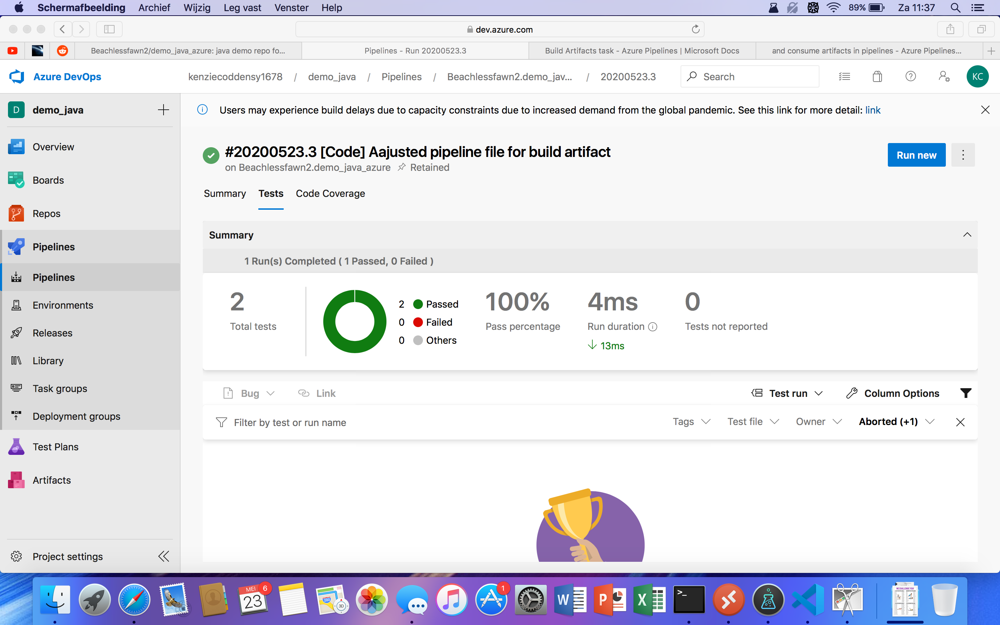 Schermafbeelding Archief Wijzig Leg vast Venster Help 89% Za 11:37
dev.azure.com
Beachlessfawn2/demo_java_azure: java demo repo fo... Pipelines - Run 20200523.3 Build Artifacts task - Azure Pipelines | Microsoft Docs and consume artifacts in pipelines - Azure Pipelines...
Azure DevOps kenziecoddensy1678 / demo_java / Pipelines / Beachlessfawn2.demo_jav... / 20200523.3 Search KC
D demo_java
Users may experience build delays due to capacity constraints due to increased demand from the global pandemic. See this link for more detail: link
Overview
Boards
Repos
Pipelines
Pipelines
Environments
Releases
Library
Task groups
Deployment groups
Test Plans
Artifacts
Project settings
#20200523.3 [Code] Aajusted pipeline file for build artifact
on Beachlessfawn2.demo_java_azure Retained
Run new
Summary Tests Code Coverage
Summary
1 Run(s) Completed ( 1 Passed, 0 Failed )
2
Total tests
2 Passed
0 Failed
0 Others
100%
Pass percentage
4ms
Run duration
13ms
0
Tests not reported
Bug Link Test run Column Options
Filter by test or run name Tags Test file Owner Aborted (+1)
MEI
23
6
280
3D
1
W
P
X
>_
WE CHALLENGE YOU!